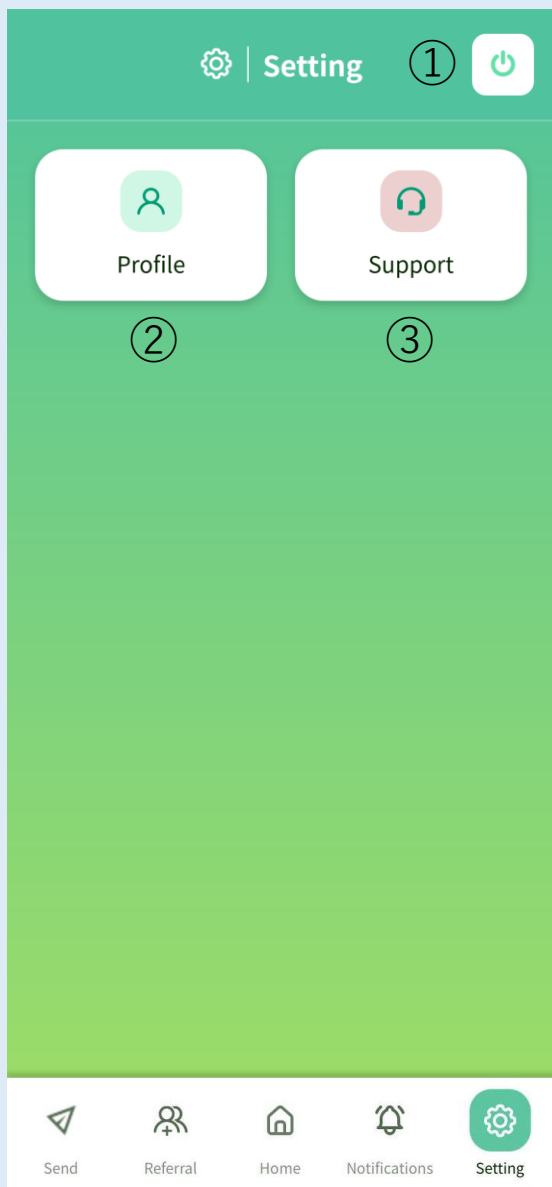 Setting ①
Profile Support
② ③
Send Referral Home Notifications Setting